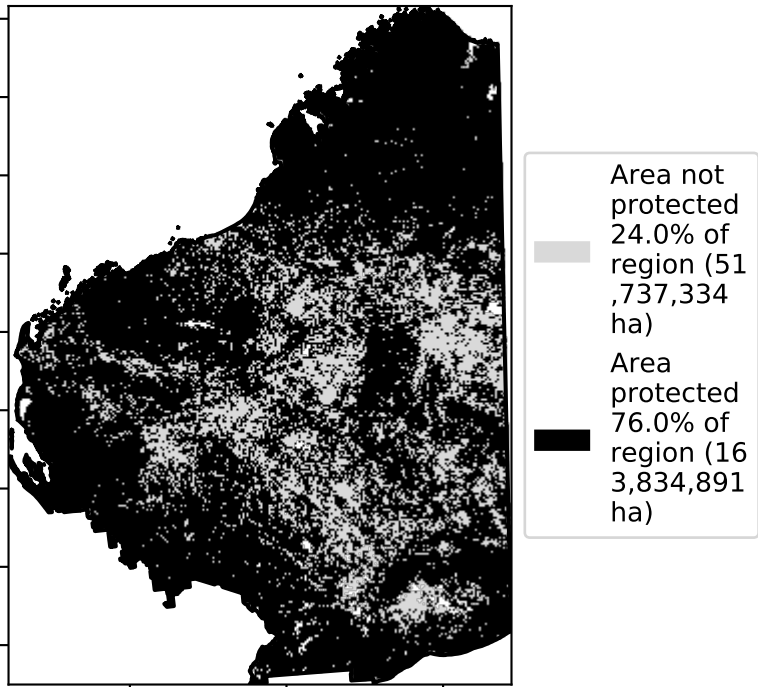 Area not
protected
24.0% of
region (51
,737,334
ha)
Area
protected
76.0% of
region (16
3,834,891
ha)